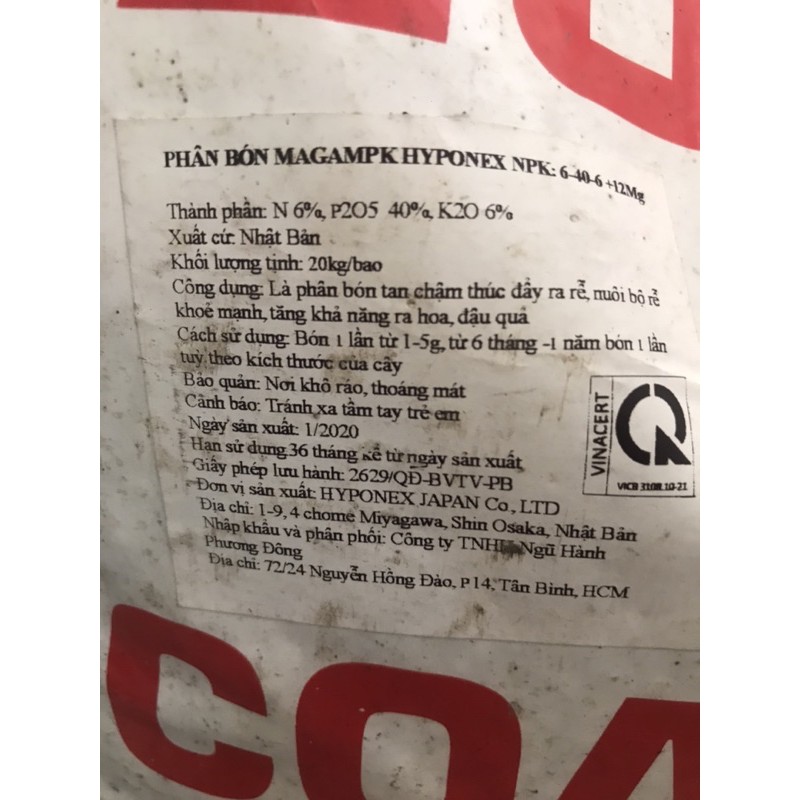 PHÂN BÓN MAGAMPK HYPONEX NPK: 6-40-6 +12Mg
Thành phần: N 6%, P2O5 40%, K2O 6%
Xuất cứ: Nhật Bản
Khối lượng tịnh: 20kg/bao
Công dụng: Là phân bón tan chậm thúc đẩy ra rễ, nuôi bộ rễ
khoẻ mạnh, tăng khả năng ra hoa, đậu quả
Cách sử dụng: Bón 1 lần từ 1-5g, từ 6 tháng -1 năm bón 1 lần
tuỳ theo kích thước của cây
Bảo quản: Nơi khô ráo, thoáng mát
Cảnh báo: Tránh xa tầm tay trẻ em
Ngày sản xuất: 1/2020
Hạn sử dụng 36 tháng kể từ ngày sản xuất
Giấy phép lưu hành: 2629/QĐ-BVTV-PB
Đơn vị sản xuất: HYPONEX JAPAN Co., LTD
Địa chỉ: 1-9, 4 chome Miyagawa, Shin Osaka, Nhật Bản
Nhập khẩu và phân phối: Công ty TNHH Ngũ Hành
Phương Đông
Địa chỉ: 72/24 Nguyễn Hồng Đào, P14, Tân Bình, HCM
VINACERT
VICB 3108.10-21
COA